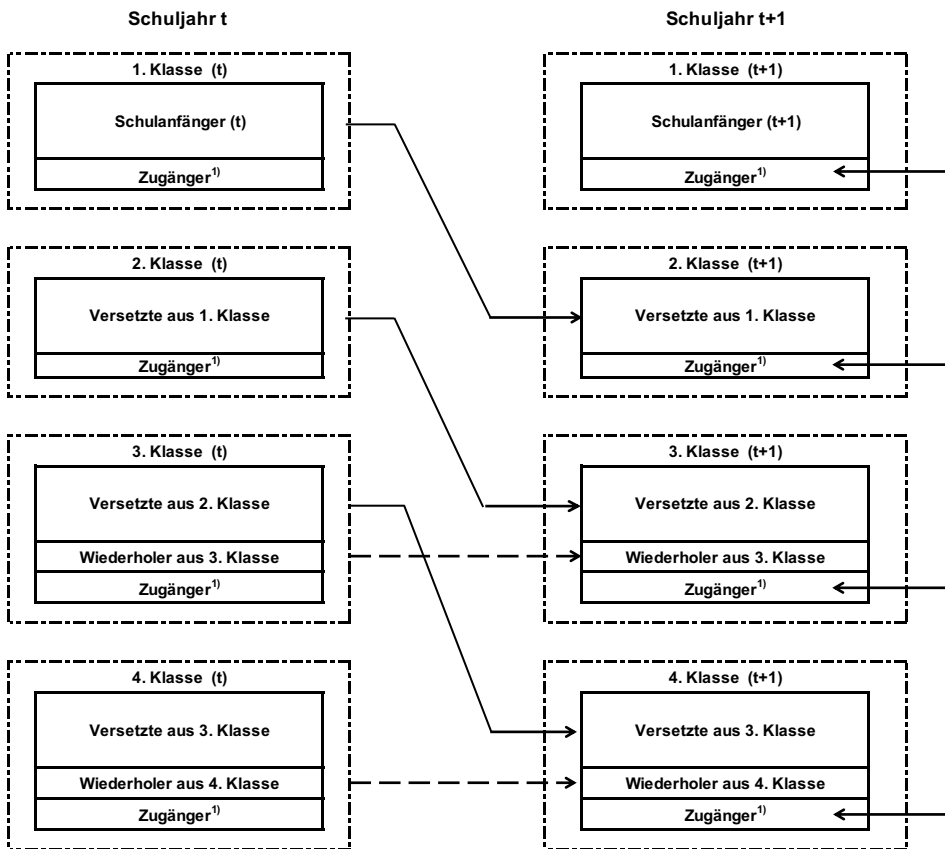 Schuljahr t
Schuljahr t+1
1. Klasse (t)
Schulanfänger (t)
Zugänger¹⁾
1. Klasse (t+1)
Schulanfänger (t+1)
Zugänger¹⁾
2. Klasse (t)
Versetzte aus 1. Klasse
Zugänger¹⁾
2. Klasse (t+1)
Versetzte aus 1. Klasse
Zugänger¹⁾
3. Klasse (t)
Versetzte aus 2. Klasse
Wiederholer aus 3. Klasse
Zugänger¹⁾
3. Klasse (t+1)
Versetzte aus 2. Klasse
Wiederholer aus 3. Klasse
Zugänger¹⁾
4. Klasse (t)
Versetzte aus 3. Klasse
Wiederholer aus 4. Klasse
Zugänger¹⁾
4. Klasse (t+1)
Versetzte aus 3. Klasse
Wiederholer aus 4. Klasse
Zugänger¹⁾